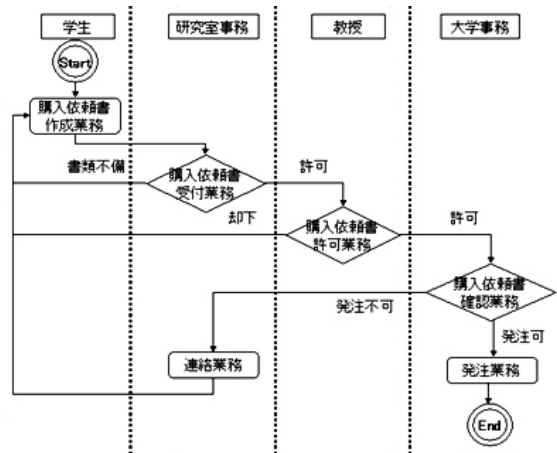 学生
研究室事務
教授
大学事務
Start
購入依頼書
作成業務
書類不備
購入依頼書
受付業務
許可
却下
購入依頼書
許可業務
許可
購入依頼書
確認業務
発注不可
発注可
連絡業務
発注業務
End